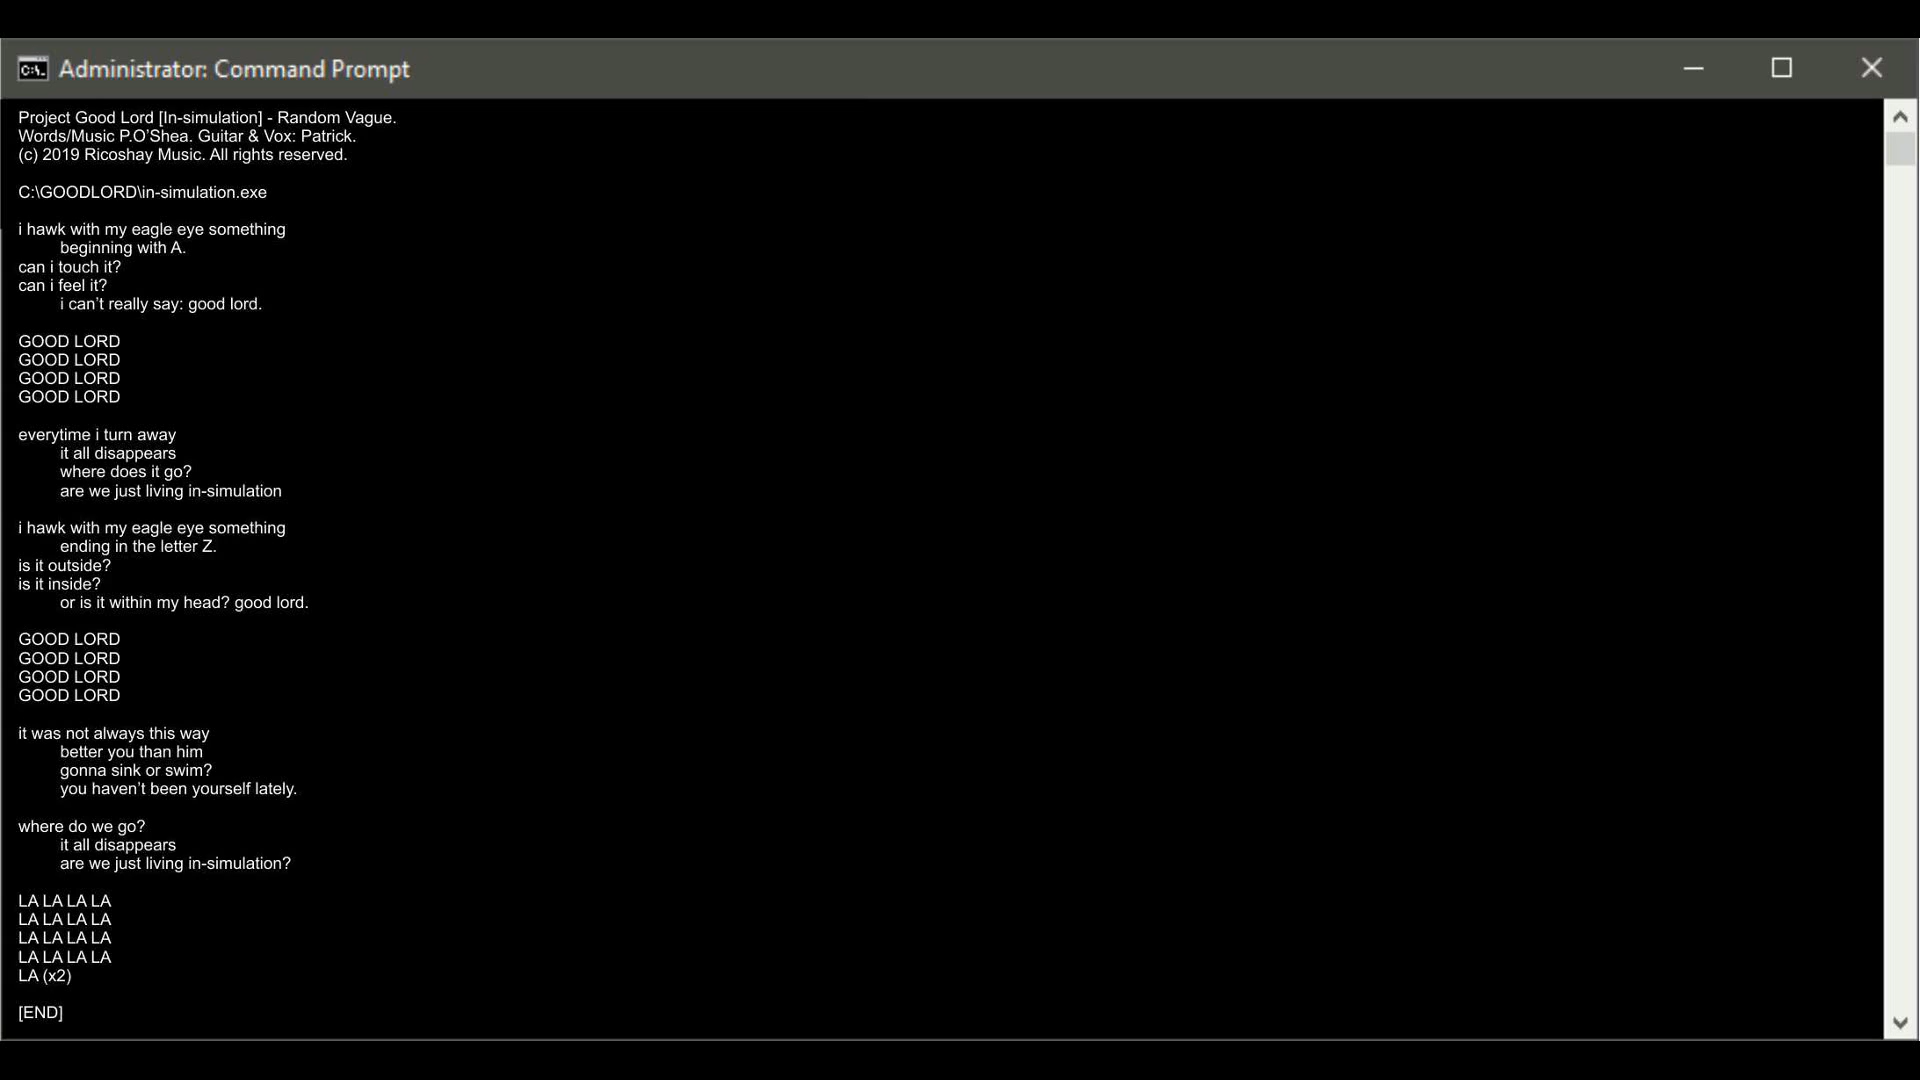 Administrator: Command Prompt
Project Good Lord [In-simulation] - Random Vague.
Words/Music P.O’Shea. Guitar & Vox: Patrick.
(c) 2019 Ricoshay Music. All rights reserved.
C:\GOODLORD\in-simulation.exe
i hawk with my eagle eye something
beginning with A.
can i touch it?
can i feel it?
i can’t really say: good lord.
GOOD LORD
GOOD LORD
GOOD LORD
GOOD LORD
everytime i turn away
it all disappears
where does it go?
are we just living in-simulation
i hawk with my eagle eye something
ending in the letter Z.
is it outside?
is it inside?
or is it within my head? good lord.
GOOD LORD
GOOD LORD
GOOD LORD
GOOD LORD
it was not always this way
better you than him
gonna sink or swim?
you haven’t been yourself lately.
where do we go?
it all disappears
are we just living in-simulation?
LA LA LA LA
LA LA LA LA
LA LA LA LA
LA LA LA LA
LA (x2)
[END]